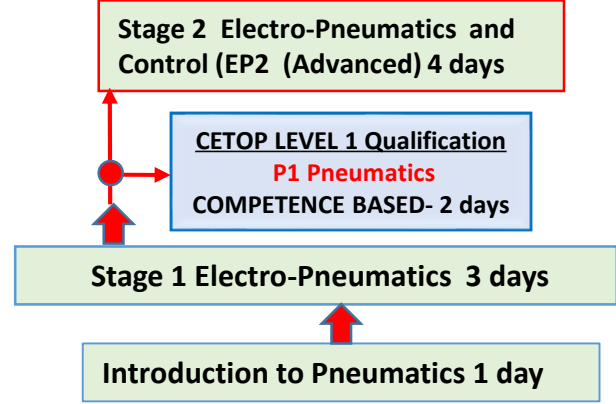 Stage 2 Electro-Pneumatics and
Control (EP2 (Advanced) 4 days
CETOP LEVEL 1 Qualification
P1 Pneumatics
COMPETENCE BASED- 2 days
Stage 1 Electro-Pneumatics 3 days
Introduction to Pneumatics 1 day